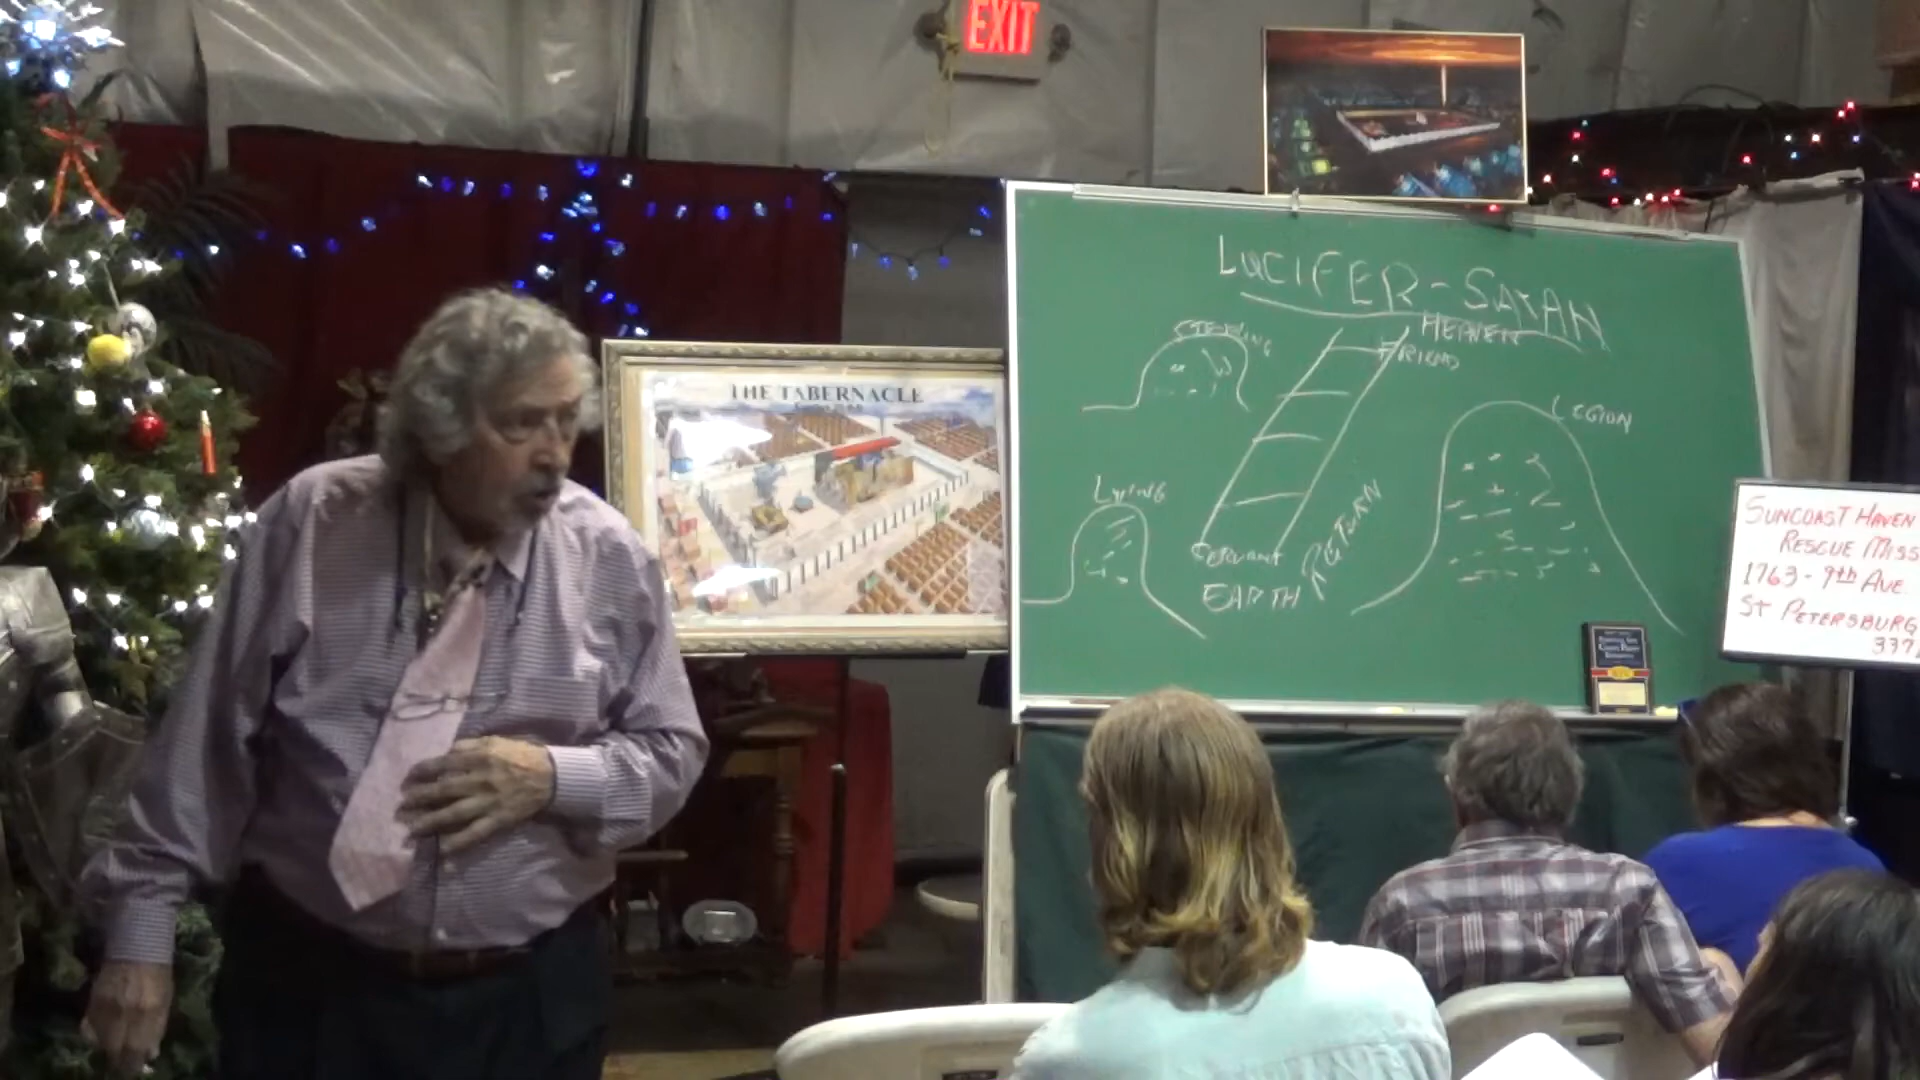 EXIT
THE TABERNACLE
LUCIFER - SATAN
HEAVEN
FRIEND
LEGION
LYING
RETURN
SERVANT
EARTH
SUNCOAST HAVEN
RESCUE MISS
1763 - 9th AVE.
ST PETERSBURG
337